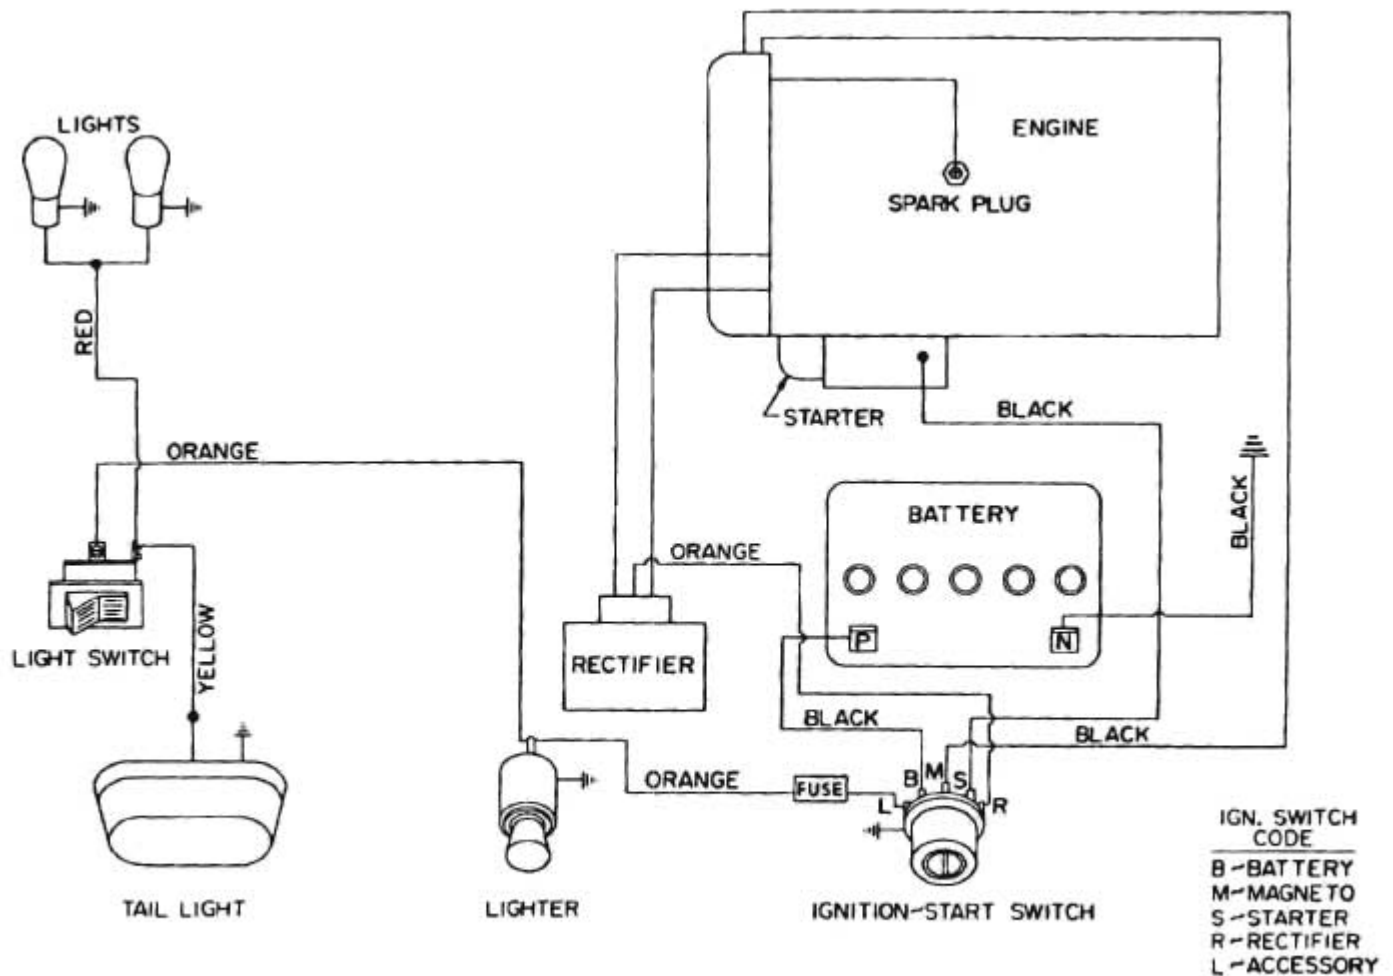 LIGHTS
ENGINE
SPARK PLUG
RED
STARTER
BLACK
ORANGE
BLACK
BATTERY
ORANGE
YELLOW
LIGHT SWITCH
RECTIFIER
P
N
BLACK
BLACK
ORANGE
FUSE
L
B
M
S
R
TAIL LIGHT
LIGHTER
IGNITION-START SWITCH
IGN. SWITCH
CODE
B-BATTERY
M-MAGNETO
S-STARTER
R-RECTIFIER
L-ACCESSORY